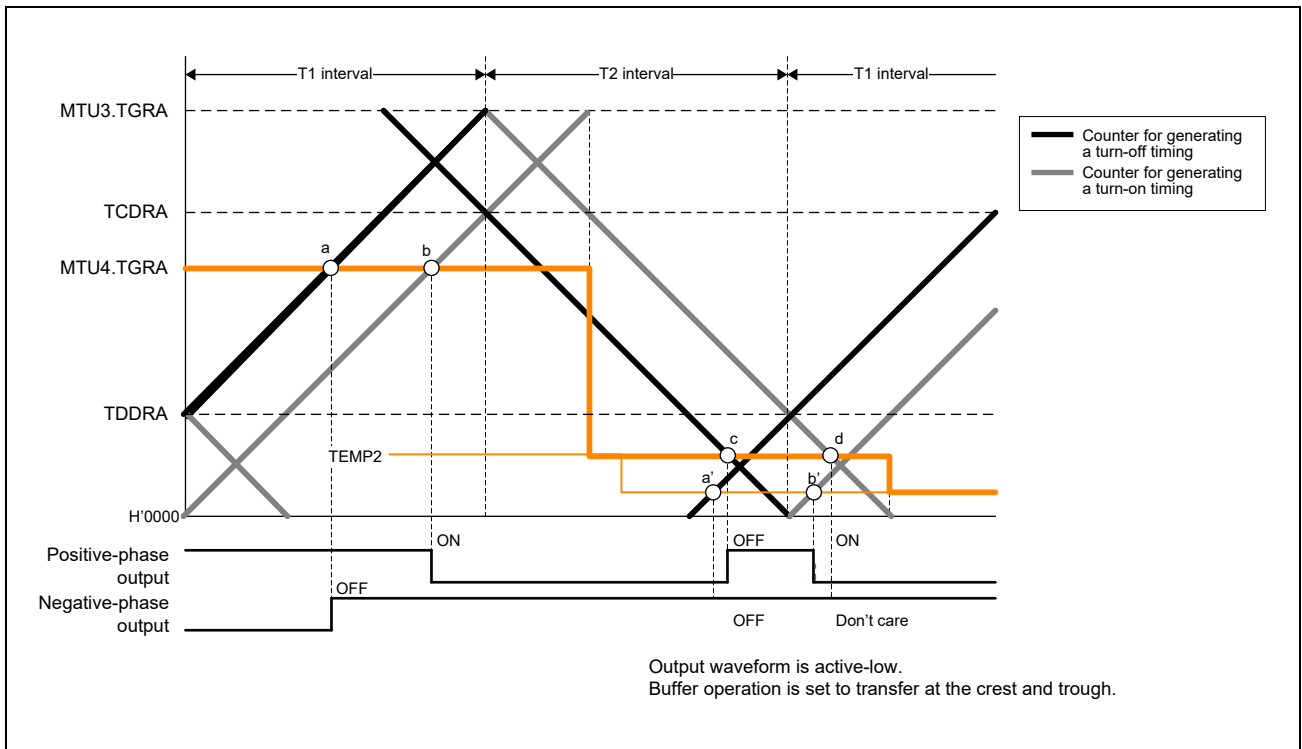 T1 interval
T2 interval
T1 interval
MTU3.TGRA
Counter for generating
a turn-off timing
Counter for generating
a turn-on timing
TCDRA
a
b
MTU4.TGRA
TDDRA
c
d
TEMP2
a'
b'
H'0000
ON
OFF
ON
Positive-phase
output
OFF
Negative-phase
output
OFF
Don't care
Output waveform is active-low.
Buffer operation is set to transfer at the crest and trough.